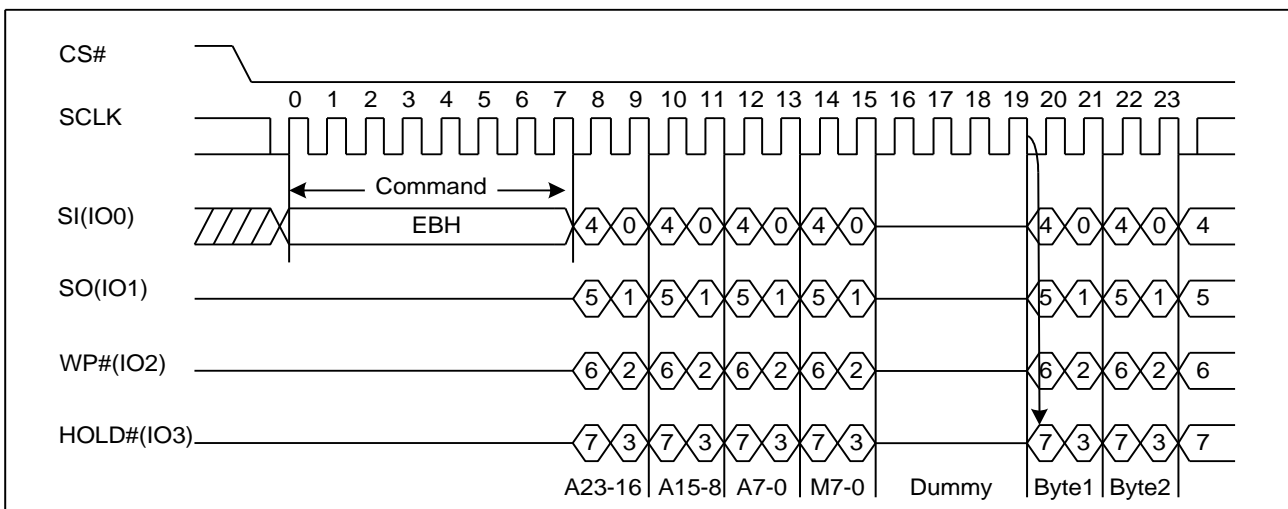 CS#
0 1 2 3 4 5 6 7 8 9 10 11 12 13 14 15 16 17 18 19 20 21 22 23
SCLK
Command
SI(IO0)
EBH
4 0 4 0 4 0 4 0 4 0 4 0 4
SO(IO1)
5 1 5 1 5 1 5 1 5 1 5 1 5
WP#(IO2)
6 2 6 2 6 2 6 2 6 2 6 2 6
HOLD#(IO3)
7 3 7 3 7 3 7 3 7 3 7 3 7
A23-16 A15-8 A7-0 M7-0 Dummy Byte1 Byte2